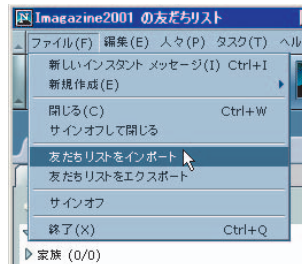 Imagazine2001 の友だちリスト
ファイル(F) 編集(E) 人々(P) タスク(T) ヘル
新しいインスタント メッセージ(I) Ctrl+I
新規作成(E)
閉じる(C) Ctrl+W
サインオフして閉じる
友だちリストをインポート
友だちリストをエクスポート
サインオフ
終了(X) Ctrl+Q
家族 (0/0)